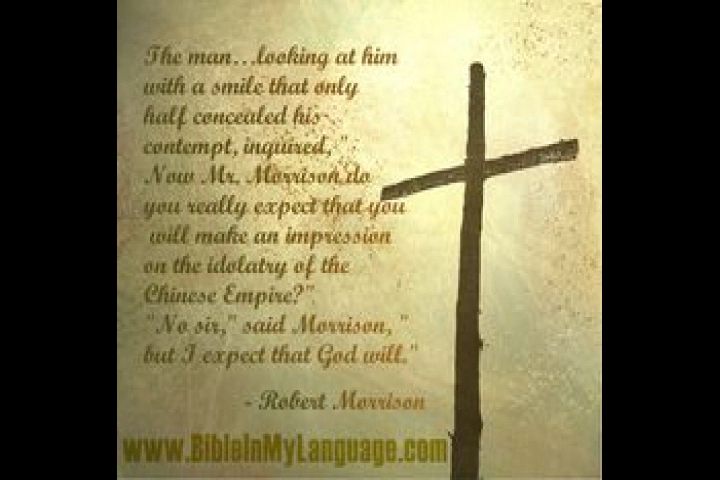 The man...looking at him
with a smile that only
half concealed his
contempt, inquired, "
Now Mr. Morrison do
you really expect that you
will make an impression
on the idolatry of the
Chinese Empire?"
"No sir," said Morrison, "
but I expect that God will."
- Robert Morrison
www.BibleInMyLanguage.com